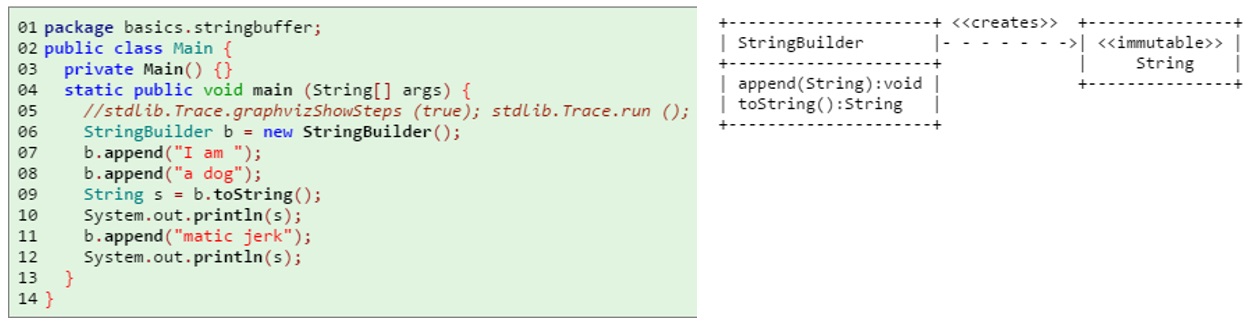 01 package basics.stringbuffer;
02 public class Main {
03   private Main() {}
04   static public void main (String[] args) {
05     //stdlib.Trace.graphvizShowSteps (true); stdlib.Trace.run ();
06     StringBuilder b = new StringBuilder();
07     b.append("I am ");
08     b.append("a dog");
09     String s = b.toString();
10     System.out.println(s);
11     b.append("matic jerk");
12     System.out.println(s);
13   }
14 }
+---------------------+ <<creates>>  +---------------+
|  StringBuilder      |- - - - - - ->| <<immutable>> |
+---------------------+              |     String    |
| append(String):void |              +---------------+
| toString():String   |
+---------------------+